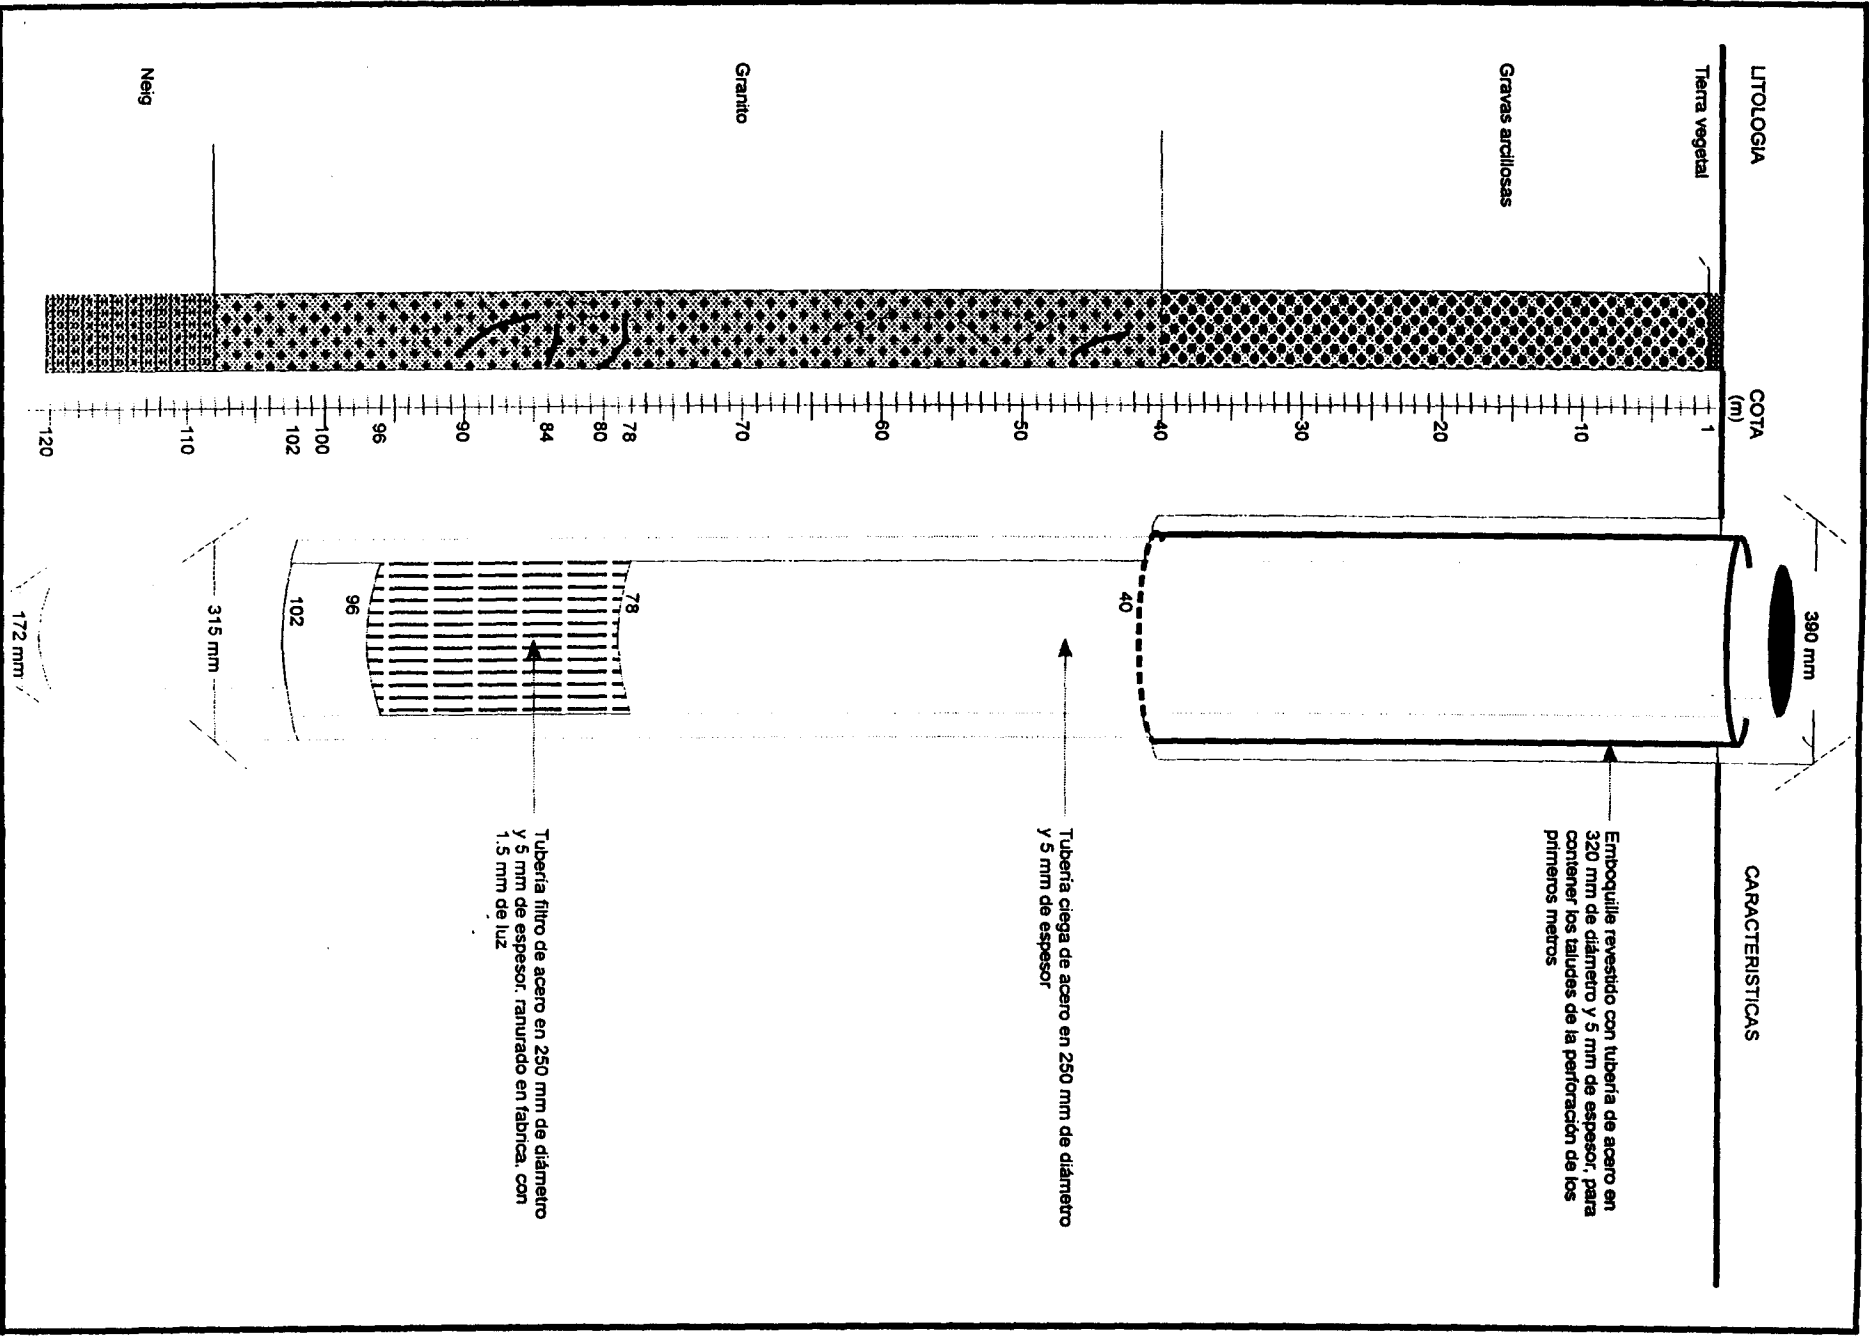 LITOLOGIA
COTA
(m)
CARACTERISTICAS
390 mm
Tierra vegetal
1
10
Emboquille revestido con tubería de acero en
320 mm de diámetro y 5 mm de espesor, para
contener los taludes de la perforación de los
primeros metros
Gravas arcillosas
20
30
40
40
50
Tubería ciega de acero en 250 mm de diámetro
y 5 mm de espesor
60
70
Granito
78
78
80
84
Tubería filtro de acero en 250 mm de diámetro
y 5 mm de espesor, ranurado en fabrica, con
1.5 mm de luz
90
96
96
100
102
102
110
315 mm
Neig
120
172 mm